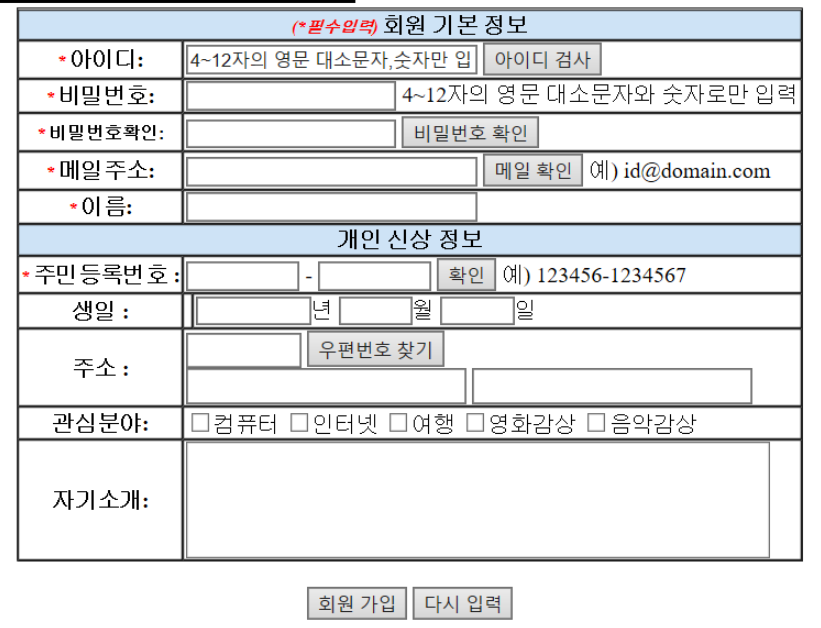 (*필수입력) 회원 기본 정보
*아이디: 4~12자의 영문 대소문자,숫자만 입 아이디 검사
*비밀번호: 4~12자의 영문 대소문자와 숫자로만 입력
*비밀번호확인: 비밀번호 확인
*메일주소: 메일 확인 예) id@domain.com
*이름:
개인 신상 정보
*주민등록번호: - 확인 예) 123456-1234567
생일 : 년 월 일
주소 : 우편번호 찾기
관심분야: 컴퓨터 인터넷 여행 영화감상 음악감상
자기소개:
회원 가입 다시 입력